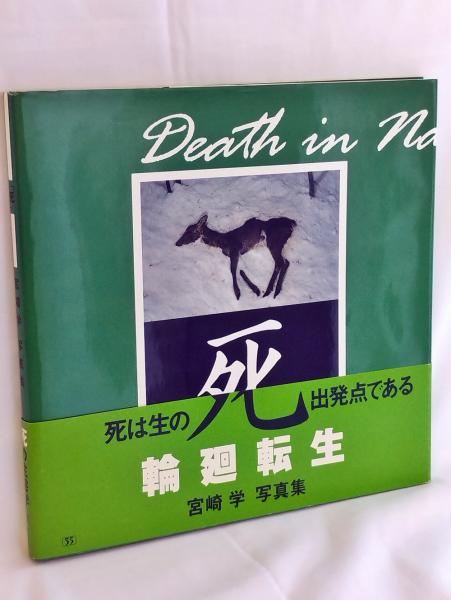 Death in Na
死
死は生の
出発点である
輪廻転生
宮崎 学 写真集
55